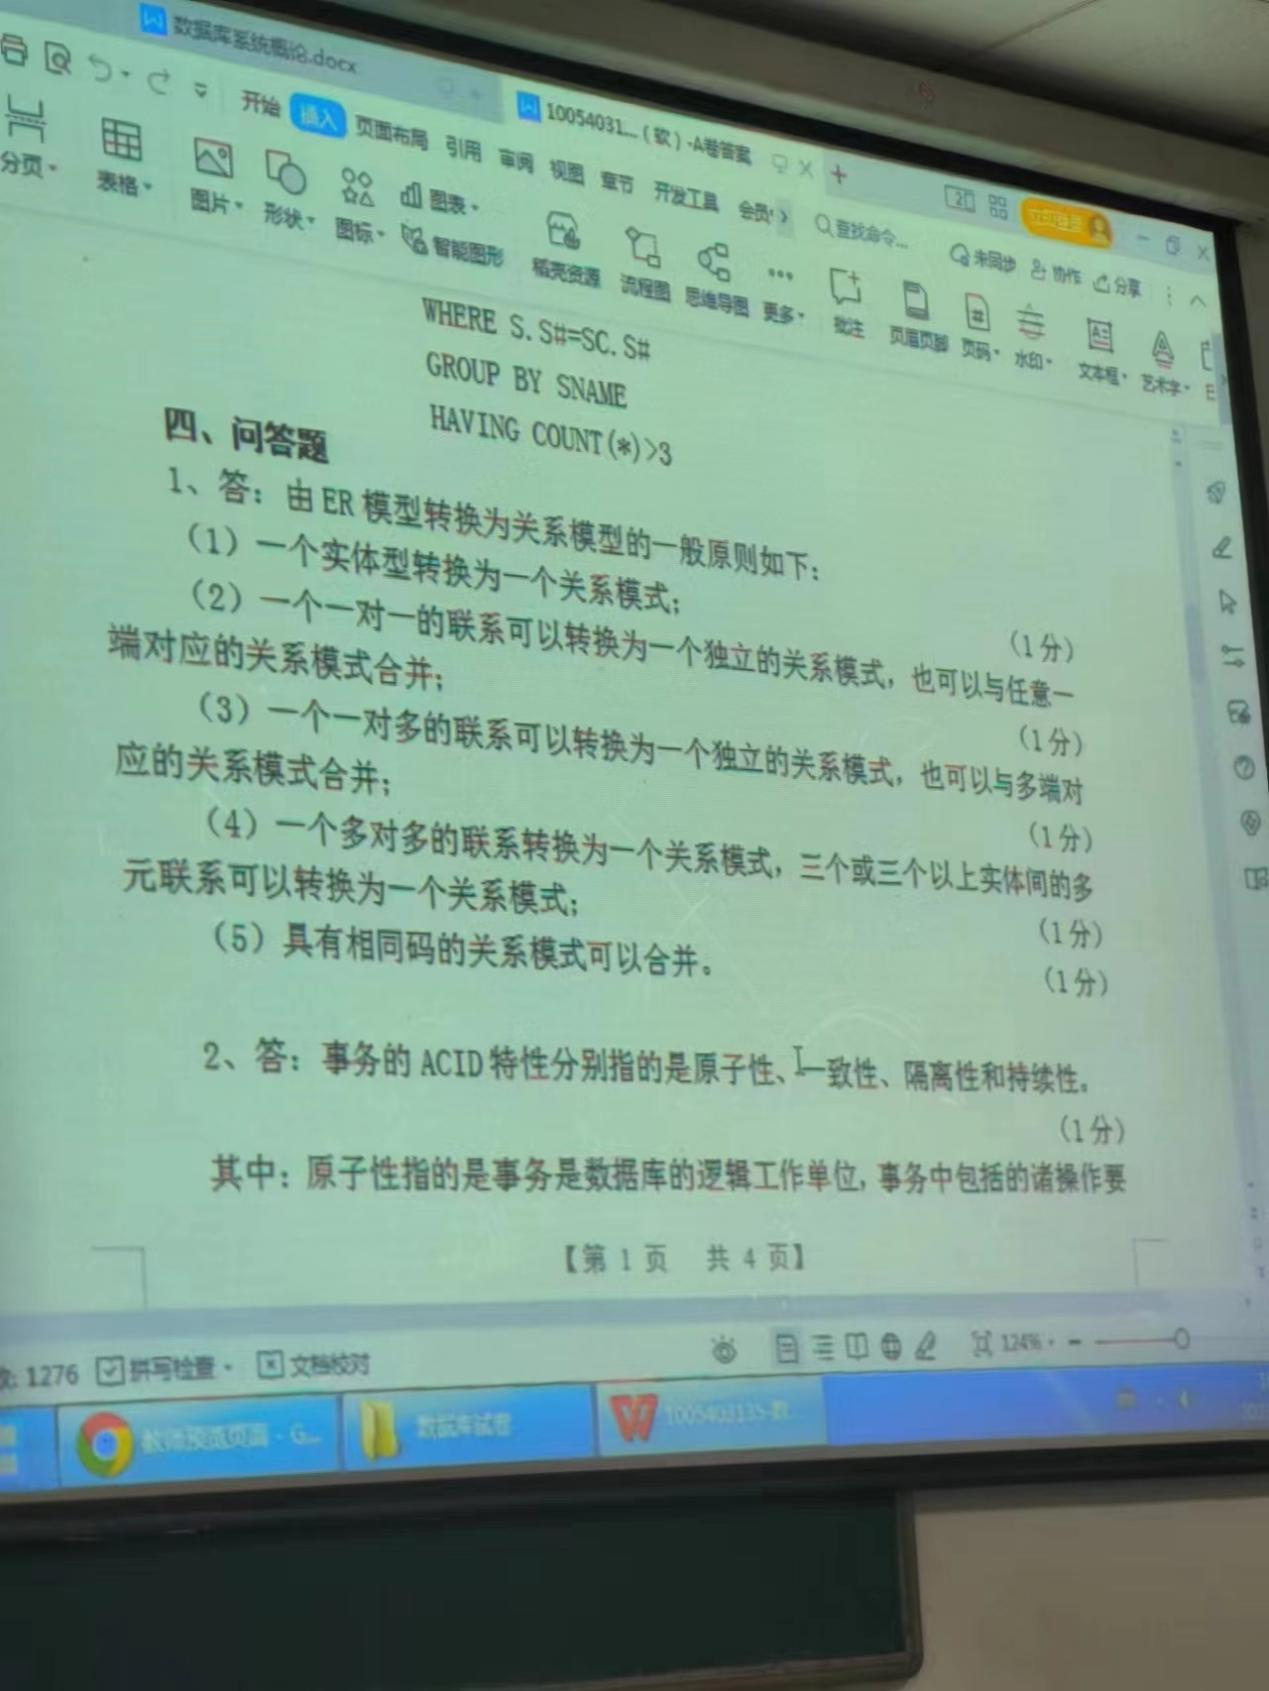 数据库系统概论.docx
10054031...(软)-A卷答案
开始 插入 页面布局 引用 审阅 视图 章节 开发工具 会员 查找命令... 未同步 协作 分享
立即登录
分页 表格 图片 形状 图标 图表 智能图形 稻壳资源 流程图 思维导图 更多 批注 页眉页脚 页码 水印 文本框 艺术字
WHERE S.S#=SC.S#
GROUP BY SNAME
HAVING COUNT(*)>3
四、问答题
1、答：由 ER 模型转换为关系模型的一般原则如下：
（1）一个实体型转换为一个关系模式；
（1 分）
（2）一个一对一的联系可以转换为一个独立的关系模式，也可以与任意一
端对应的关系模式合并；
（1 分）
（3）一个一对多的联系可以转换为一个独立的关系模式，也可以与多端对
应的关系模式合并；
（1 分）
（4）一个多对多的联系转换为一个关系模式，三个或三个以上实体间的多
元联系可以转换为一个关系模式；
（1 分）
（5）具有相同码的关系模式可以合并。
（1 分）
2、答：事务的 ACID 特性分别指的是原子性、一致性、隔离性和持续性。
（1 分）
其中：原子性指的是事务是数据库的逻辑工作单位，事务中包括的诸操作要
【第 1 页 共 4 页】
: 1276 拼写检查 文档校对
124%
教师预览页面 - G... 数据库试卷 1005403135-数...